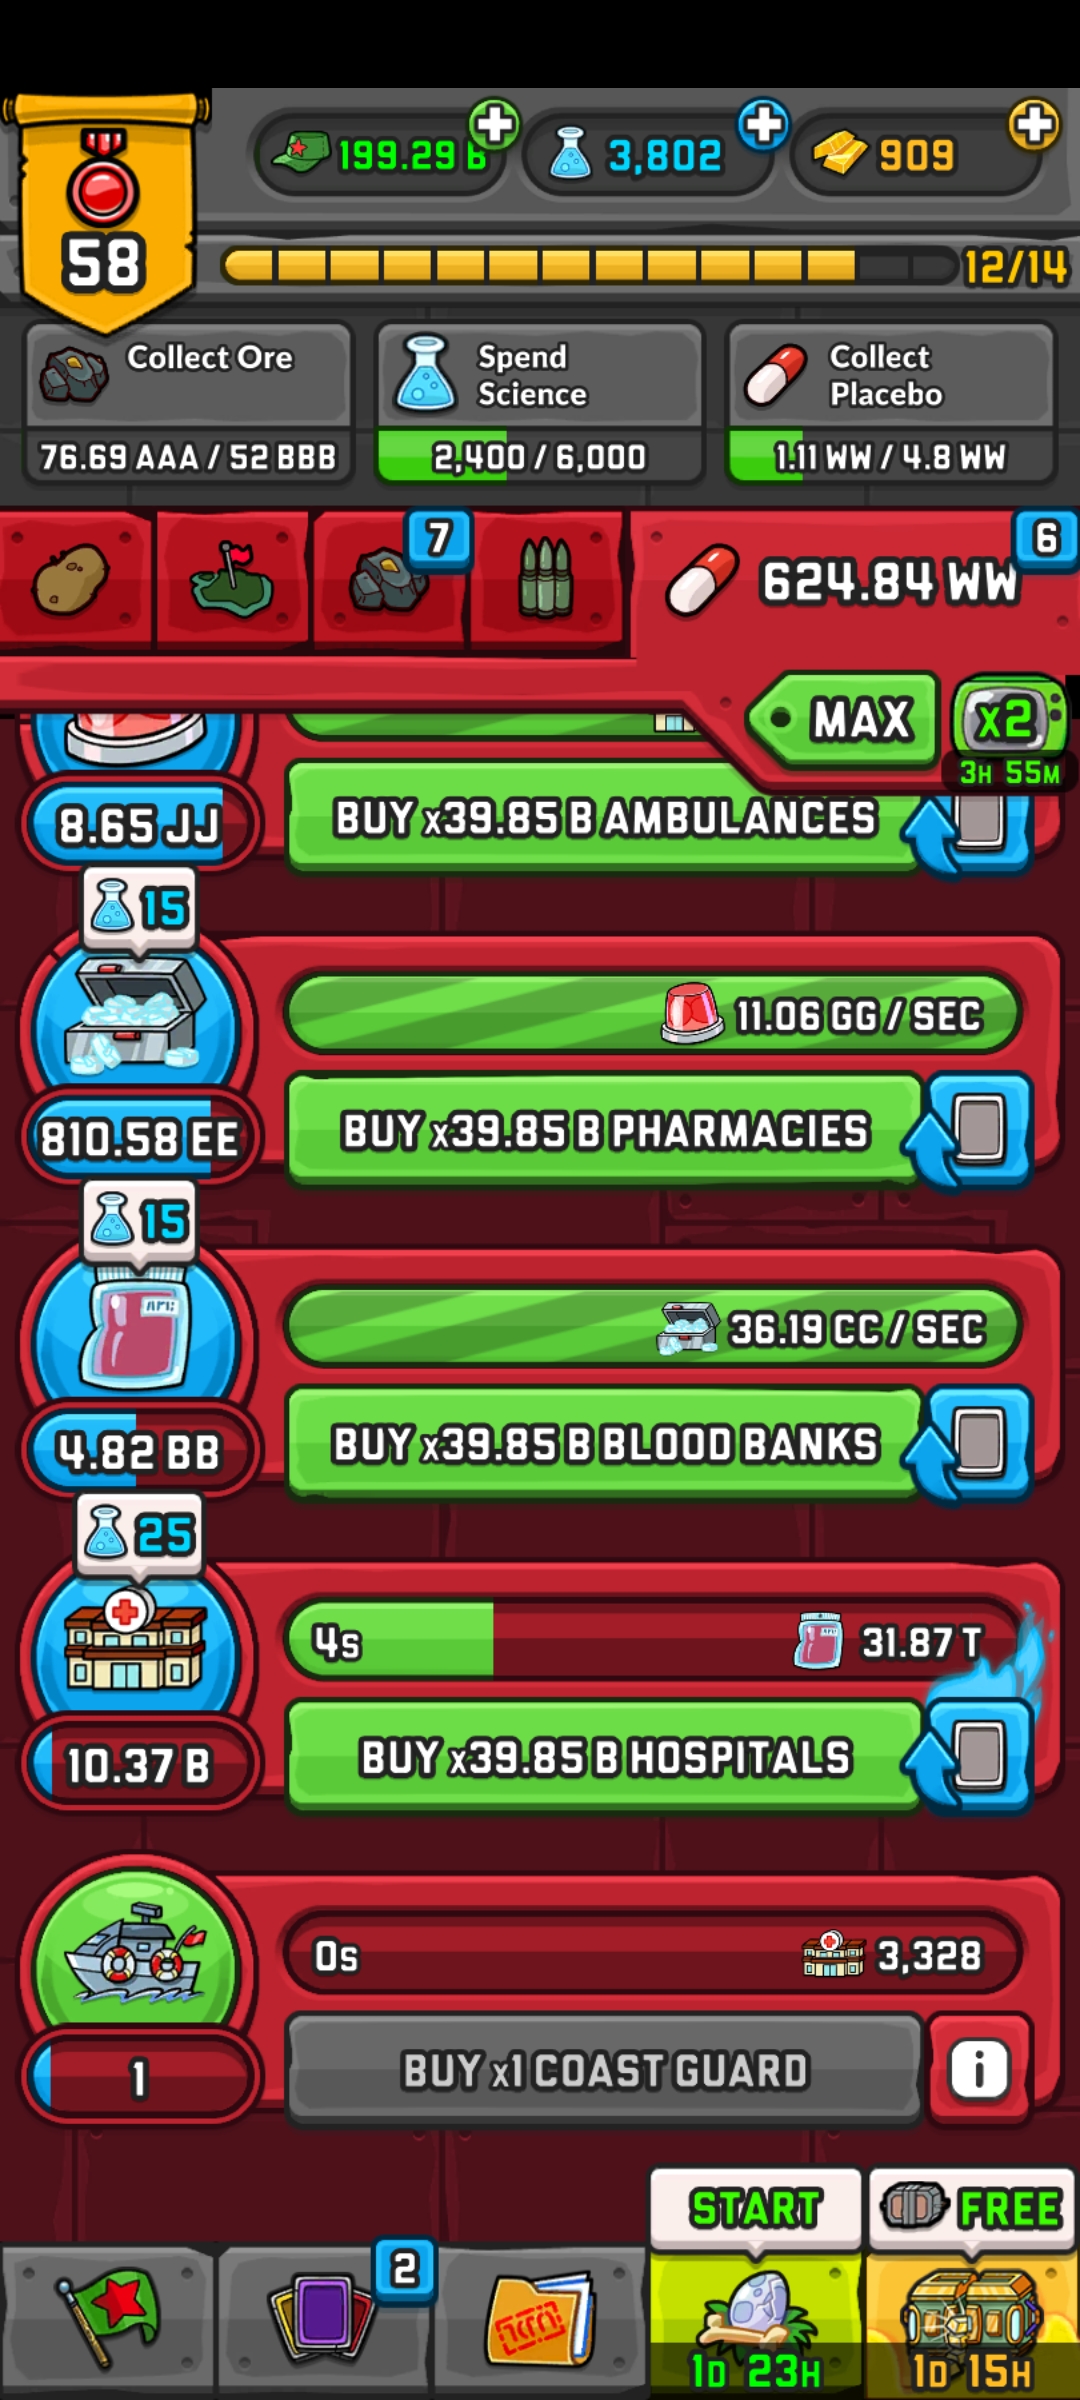 58
199.29 B
3,802
909
12/14
Collect Ore
76.69 AAA / 52 BBB
Spend
Science
2,400 / 6,000
Collect
Placebo
1.11 WW / 4.8 WW
7
624.84 WW
6
MAX
x2
3H 55M
8.65 JJ
BUY x39.85 B AMBULANCES
15
11.06 GG / SEC
810.58 EE
BUY x39.85 B PHARMACIES
15
36.19 CC / SEC
4.82 BB
BUY x39.85 B BLOOD BANKS
25
4s
31.87 T
10.37 B
BUY x39.85 B HOSPITALS
0s
3,328
1
BUY x1 COAST GUARD
i
START
FREE
2
1D 23H
1D 15H